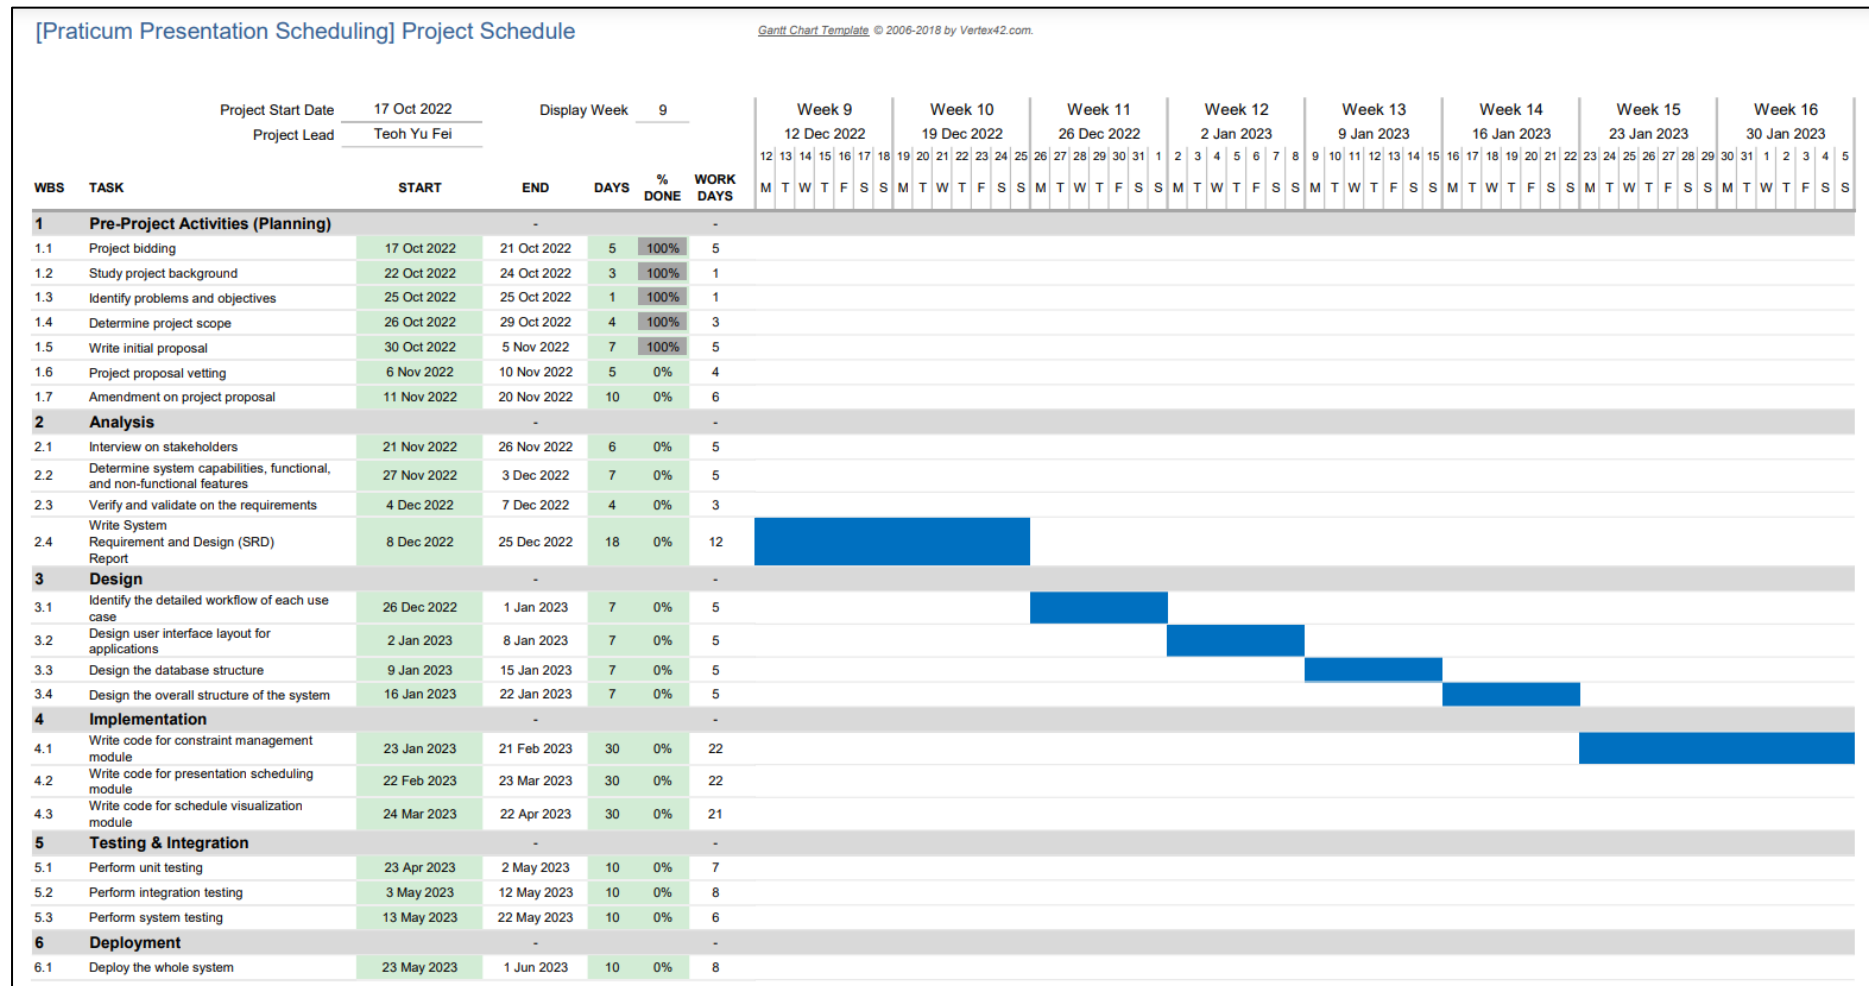 [Praticum Presentation Scheduling] Project Schedule
Gantt Chart Template © 2006-2018 by Vertex42.com.
Project Start Date 17 Oct 2022 Display Week 9 Week 9 Week 10 Week 11 Week 12 Week 13 Week 14 Week 15 Week 16
Project Lead Teoh Yu Fei 12 Dec 2022 19 Dec 2022 26 Dec 2022 2 Jan 2023 9 Jan 2023 16 Jan 2023 23 Jan 2023 30 Jan 2023
12 13 14 15 16 17 18 19 20 21 22 23 24 25 26 27 28 29 30 31 1 2 3 4 5 6 7 8 9 10 11 12 13 14 15 16 17 18 19 20 21 22 23 24 25 26 27 28 29 30 31 1 2 3 4 5
WBS TASK START END DAYS % DONE WORK DAYS M T W T F S S M T W T F S S M T W T F S S M T W T F S S M T W T F S S M T W T F S S M T W T F S S M T W T F S S
1 Pre-Project Activities (Planning) - -
1.1 Project bidding 17 Oct 2022 21 Oct 2022 5 100% 5
1.2 Study project background 22 Oct 2022 24 Oct 2022 3 100% 1
1.3 Identify problems and objectives 25 Oct 2022 25 Oct 2022 1 100% 1
1.4 Determine project scope 26 Oct 2022 29 Oct 2022 4 100% 3
1.5 Write initial proposal 30 Oct 2022 5 Nov 2022 7 100% 5
1.6 Project proposal vetting 6 Nov 2022 10 Nov 2022 5 0% 4
1.7 Amendment on project proposal 11 Nov 2022 20 Nov 2022 10 0% 6
2 Analysis - -
2.1 Interview on stakeholders 21 Nov 2022 26 Nov 2022 6 0% 5
2.2 Determine system capabilities, functional,
and non-functional features 27 Nov 2022 3 Dec 2022 7 0% 5
2.3 Verify and validate on the requirements 4 Dec 2022 7 Dec 2022 4 0% 3
Write System
2.4 Requirement and Design (SRD) 8 Dec 2022 25 Dec 2022 18 0% 12
Report
3 Design - -
3.1 Identify the detailed workflow of each use
case 26 Dec 2022 1 Jan 2023 7 0% 5
3.2 Design user interface layout for
applications 2 Jan 2023 8 Jan 2023 7 0% 5
3.3 Design the database structure 9 Jan 2023 15 Jan 2023 7 0% 5
3.4 Design the overall structure of the system 16 Jan 2023 22 Jan 2023 7 0% 5
4 Implementation - -
4.1 Write code for constraint management
module 23 Jan 2023 21 Feb 2023 30 0% 22
4.2 Write code for presentation scheduling
module 22 Feb 2023 23 Mar 2023 30 0% 22
4.3 Write code for schedule visualization
module 24 Mar 2023 22 Apr 2023 30 0% 21
5 Testing & Integration - -
5.1 Perform unit testing 23 Apr 2023 2 May 2023 10 0% 7
5.2 Perform integration testing 3 May 2023 12 May 2023 10 0% 8
5.3 Perform system testing 13 May 2023 22 May 2023 10 0% 6
6 Deployment - -
6.1 Deploy the whole system 23 May 2023 1 Jun 2023 10 0% 8